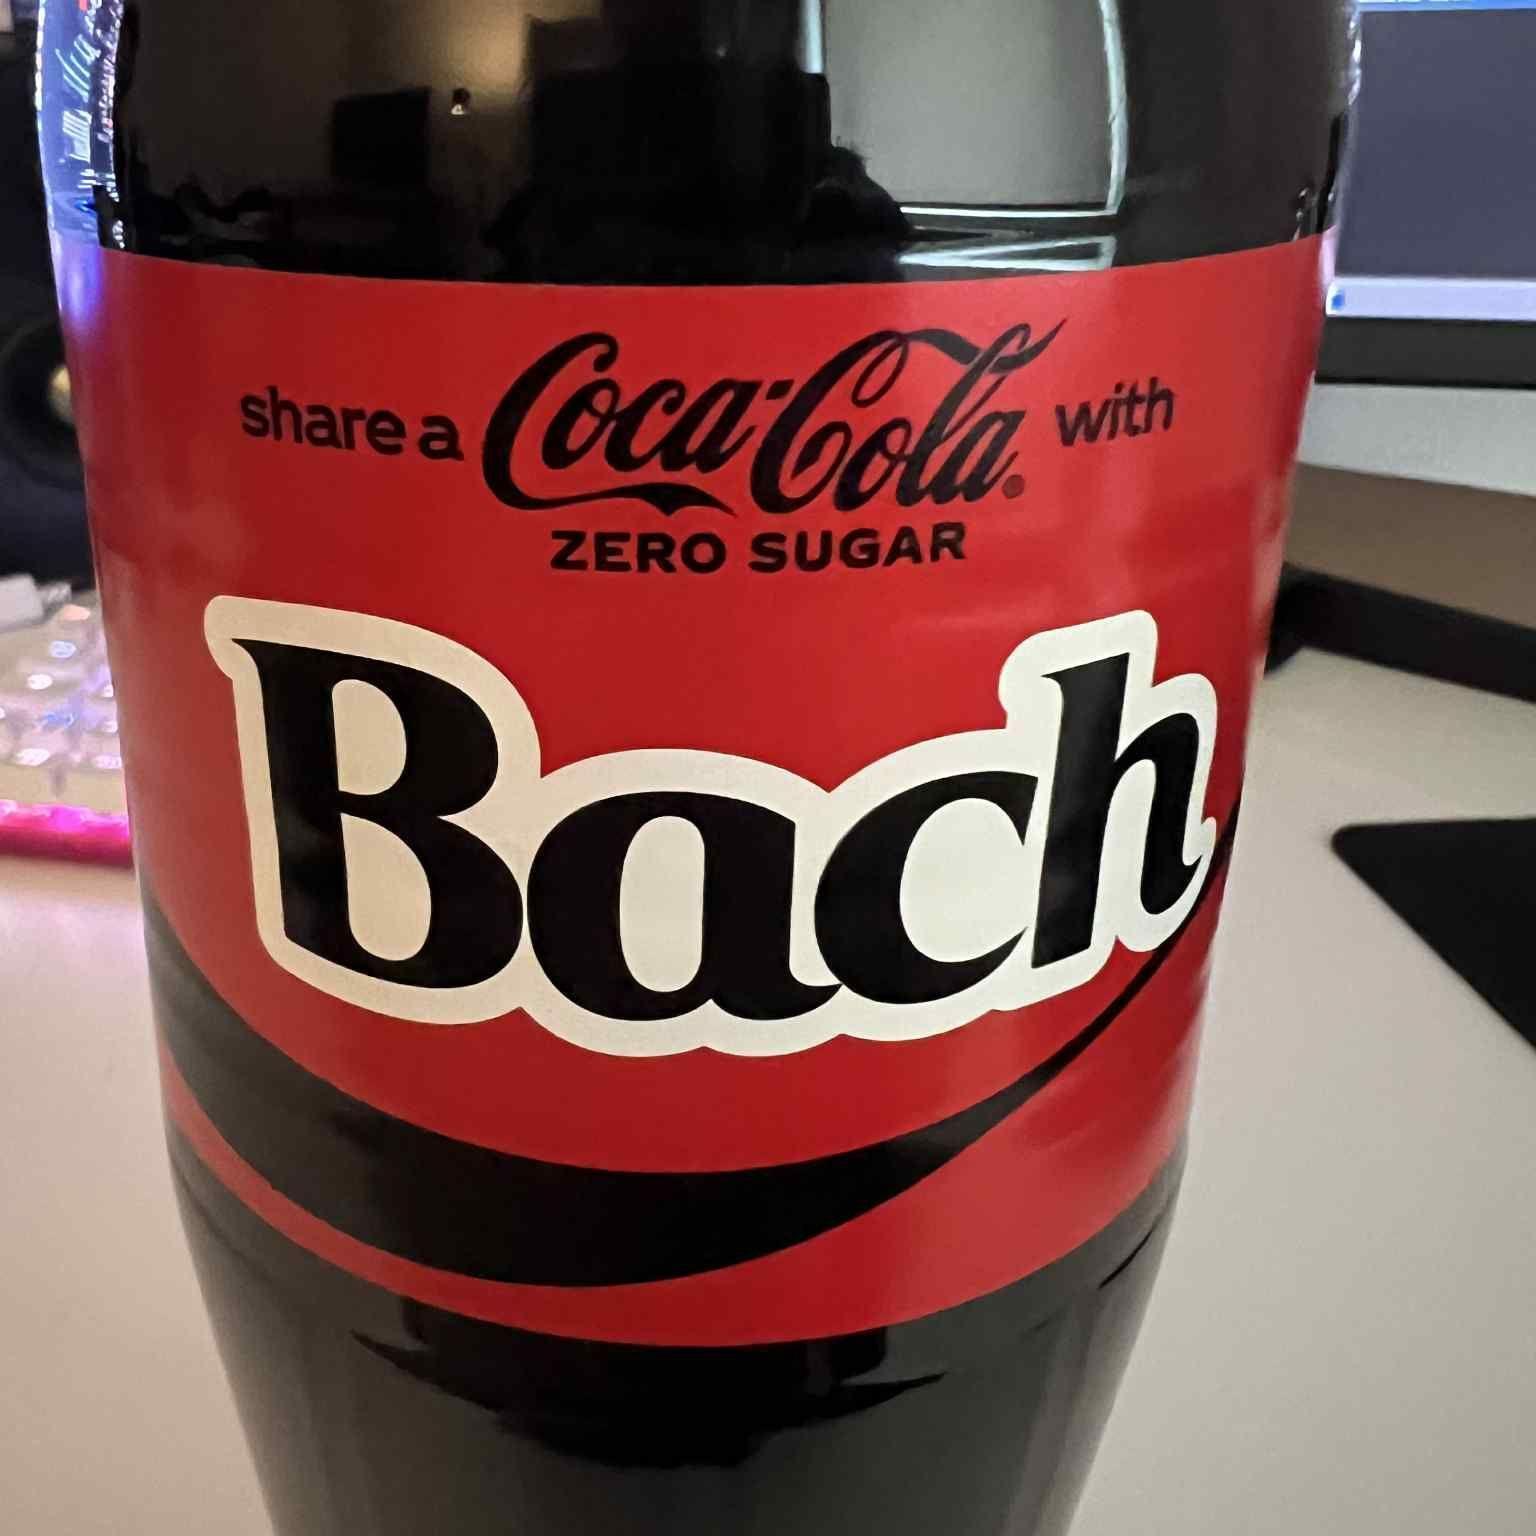 share a Coca-Cola with
ZERO SUGAR
Bach